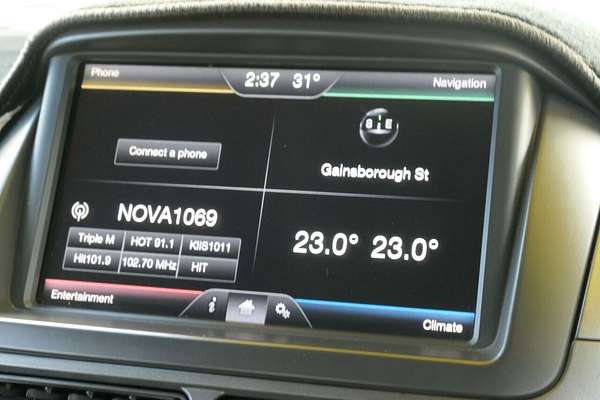 Phone
2:37 31°
Navigation
S E
Connect a phone
Gainsborough St
NOVA1069
Triple M HOT 91.1 KIIS1011
Hit101.9 102.70 MHz HIT
23.0° 23.0°
Entertainment
i
Climate